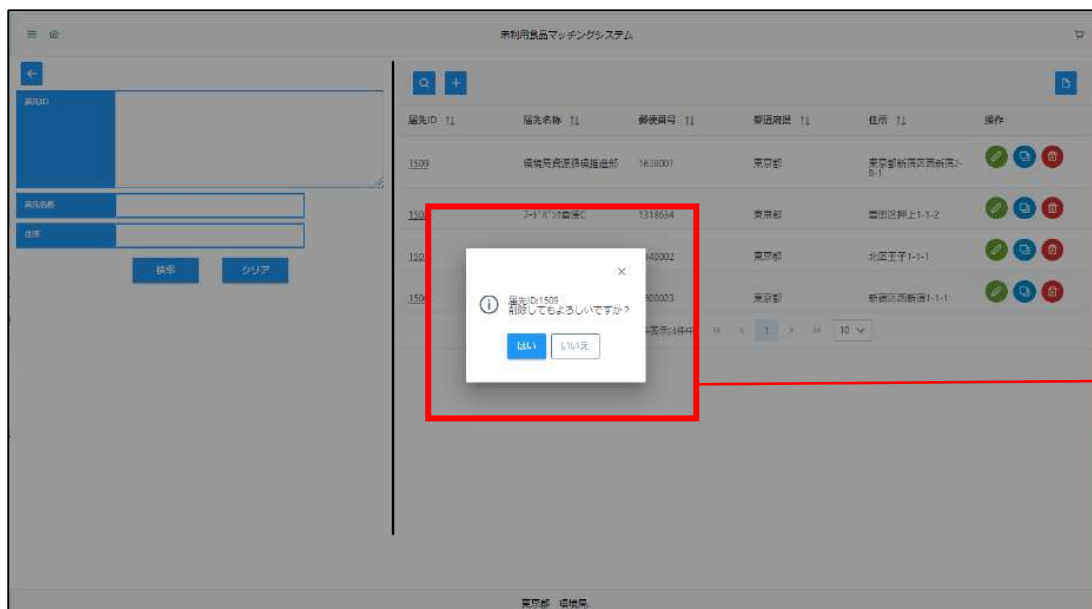 未利用食品マッチングシステム
届先ID
届先名称
住所
検索 クリア
届先ID 届先名称 郵便番号 都道府県 住所 操作
1509 環境局資源循環推進部 1638001 東京都 東京都新宿区西新宿2-8-1
ﾌｰﾄﾞﾊﾞﾝｸ倉庫C 1318634 東京都 墨田区押上1-1-2
東京都 北区王子1-1-1
東京都 新宿区西新宿1-1-1
1 10
届先ID:1509
削除してもよろしいですか？
はい いいえ
東京都 環境局